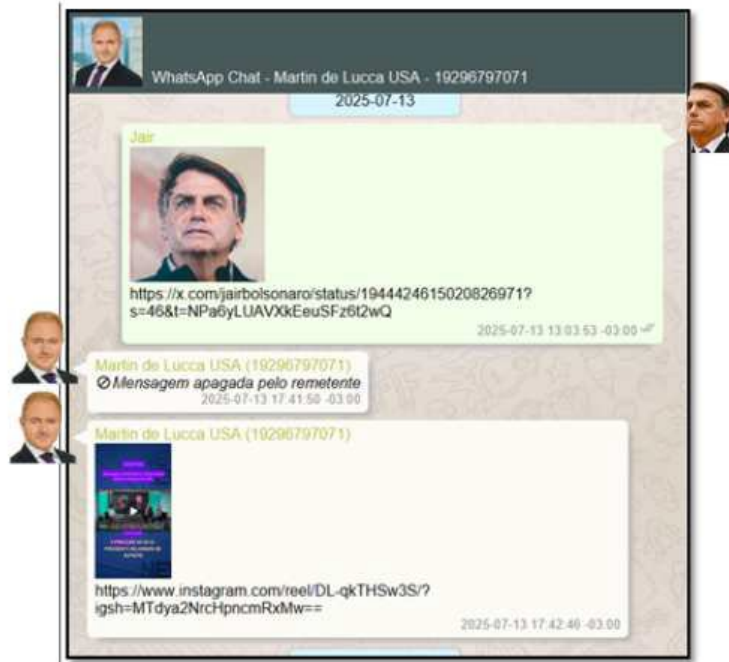 WhatsApp Chat - Martin de Lucca USA - 19296797071
2025-07-13
Jair
https://x.com/jairbolsonaro/status/1944424615020826971?
s=46&t=NPa6yLUAVXkEeuSFz6t2wQ
2025-07-13 13:03:53 -03:00
Martin de Lucca USA (19296797071)
Mensagem apagada pelo remetente
2025-07-13 17:41:50 -03:00
Martin de Lucca USA (19296797071)
https://www.instagram.com/reel/DL-qkTHSw3S/?
igsh=MTdya2NrcHpncmRxMw==
2025-07-13 17:42:46 -03:00